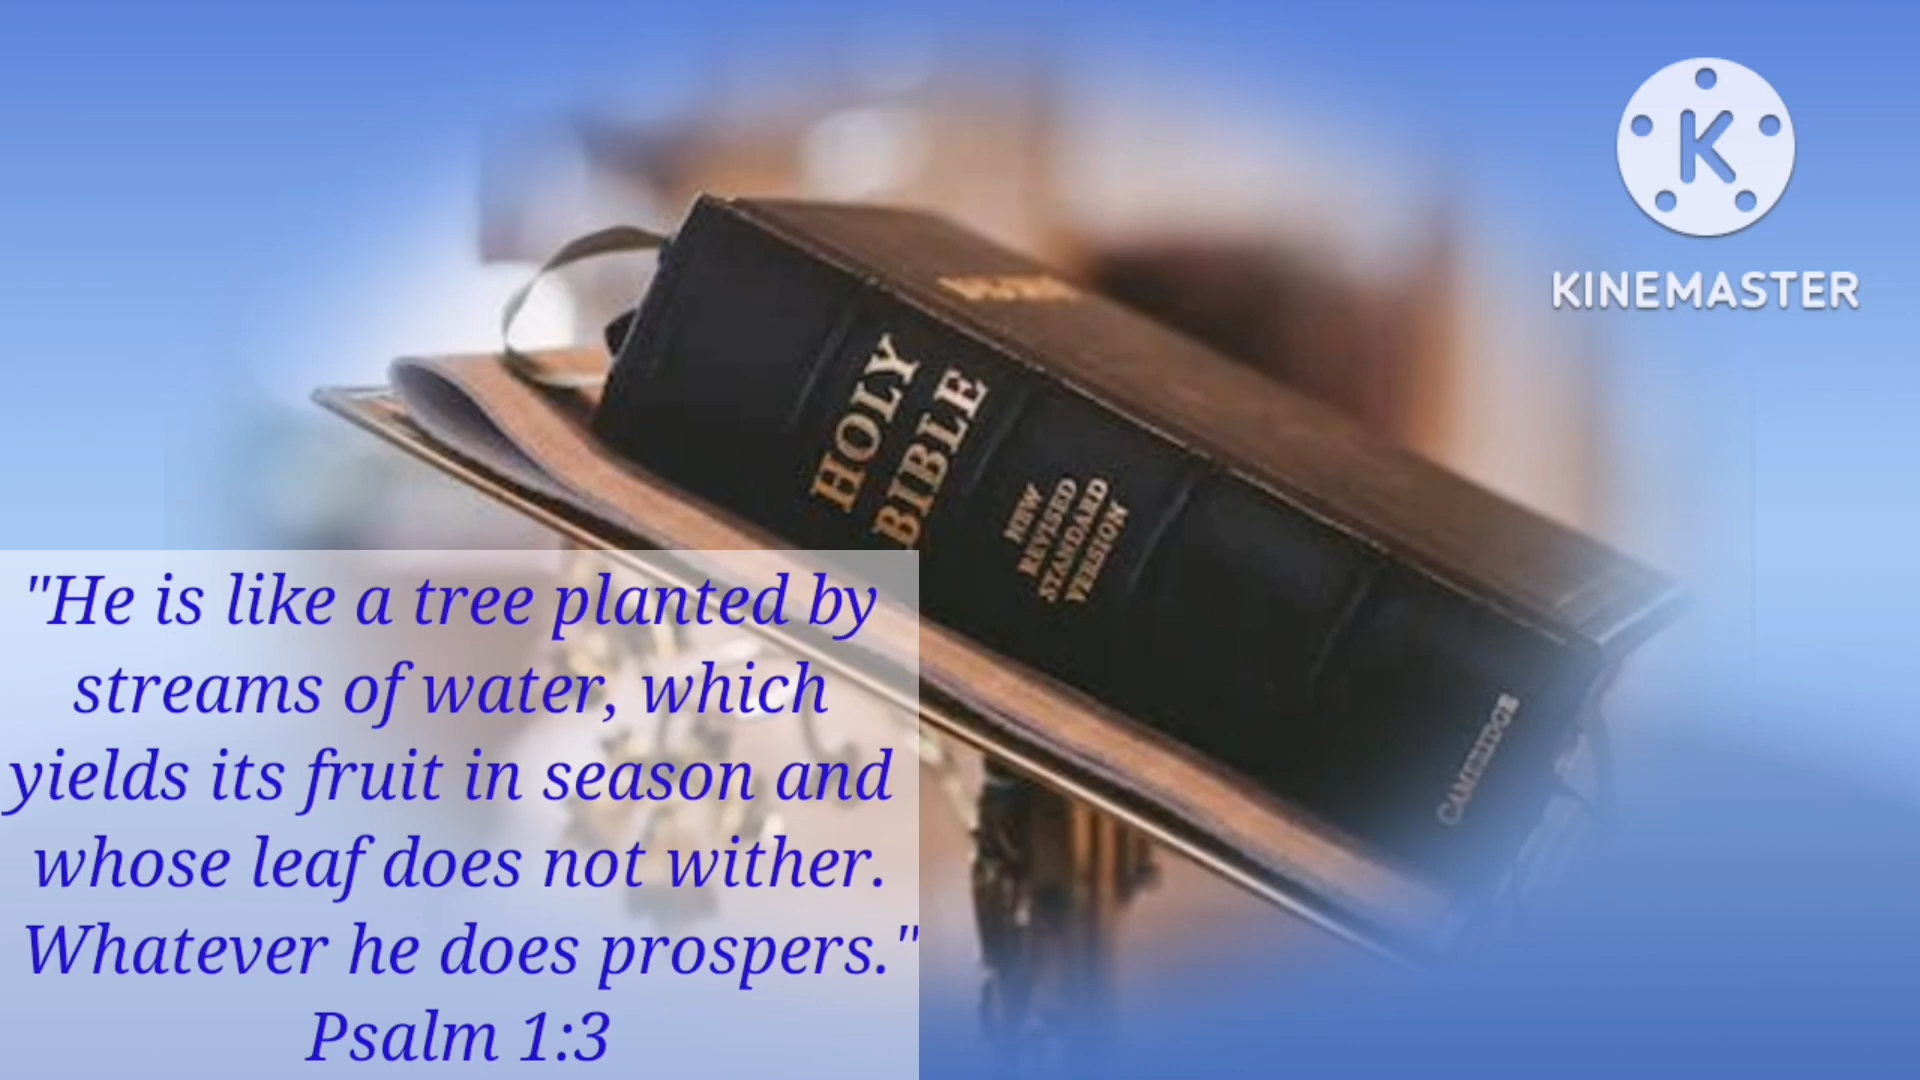 K
KINEMASTER
HOLY
BIBLE
NEW
REVISED
STANDARD
VERSION
CAMBRIDGE
"He is like a tree planted by
streams of water, which
yields its fruit in season and
whose leaf does not wither.
Whatever he does prospers."
Psalm 1:3